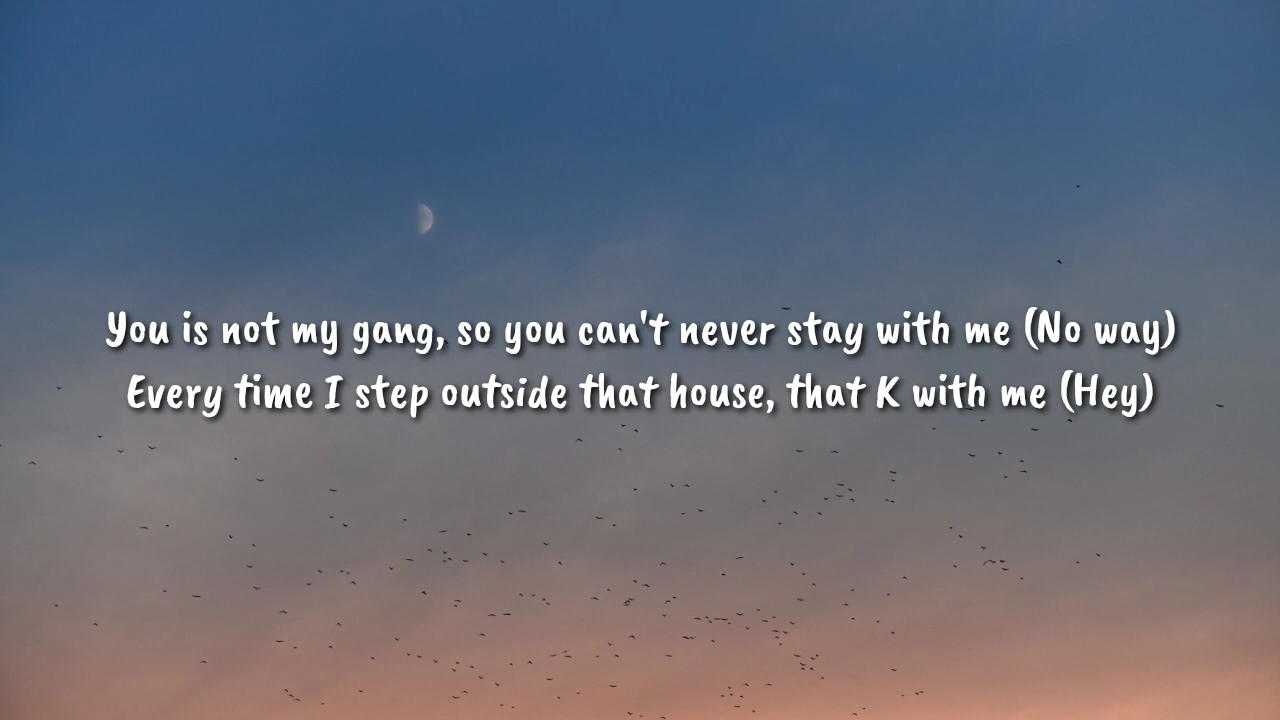 You is not my gang, so you can't never stay with me (No way)
Every time I step outside that house, that K with me (Hey)